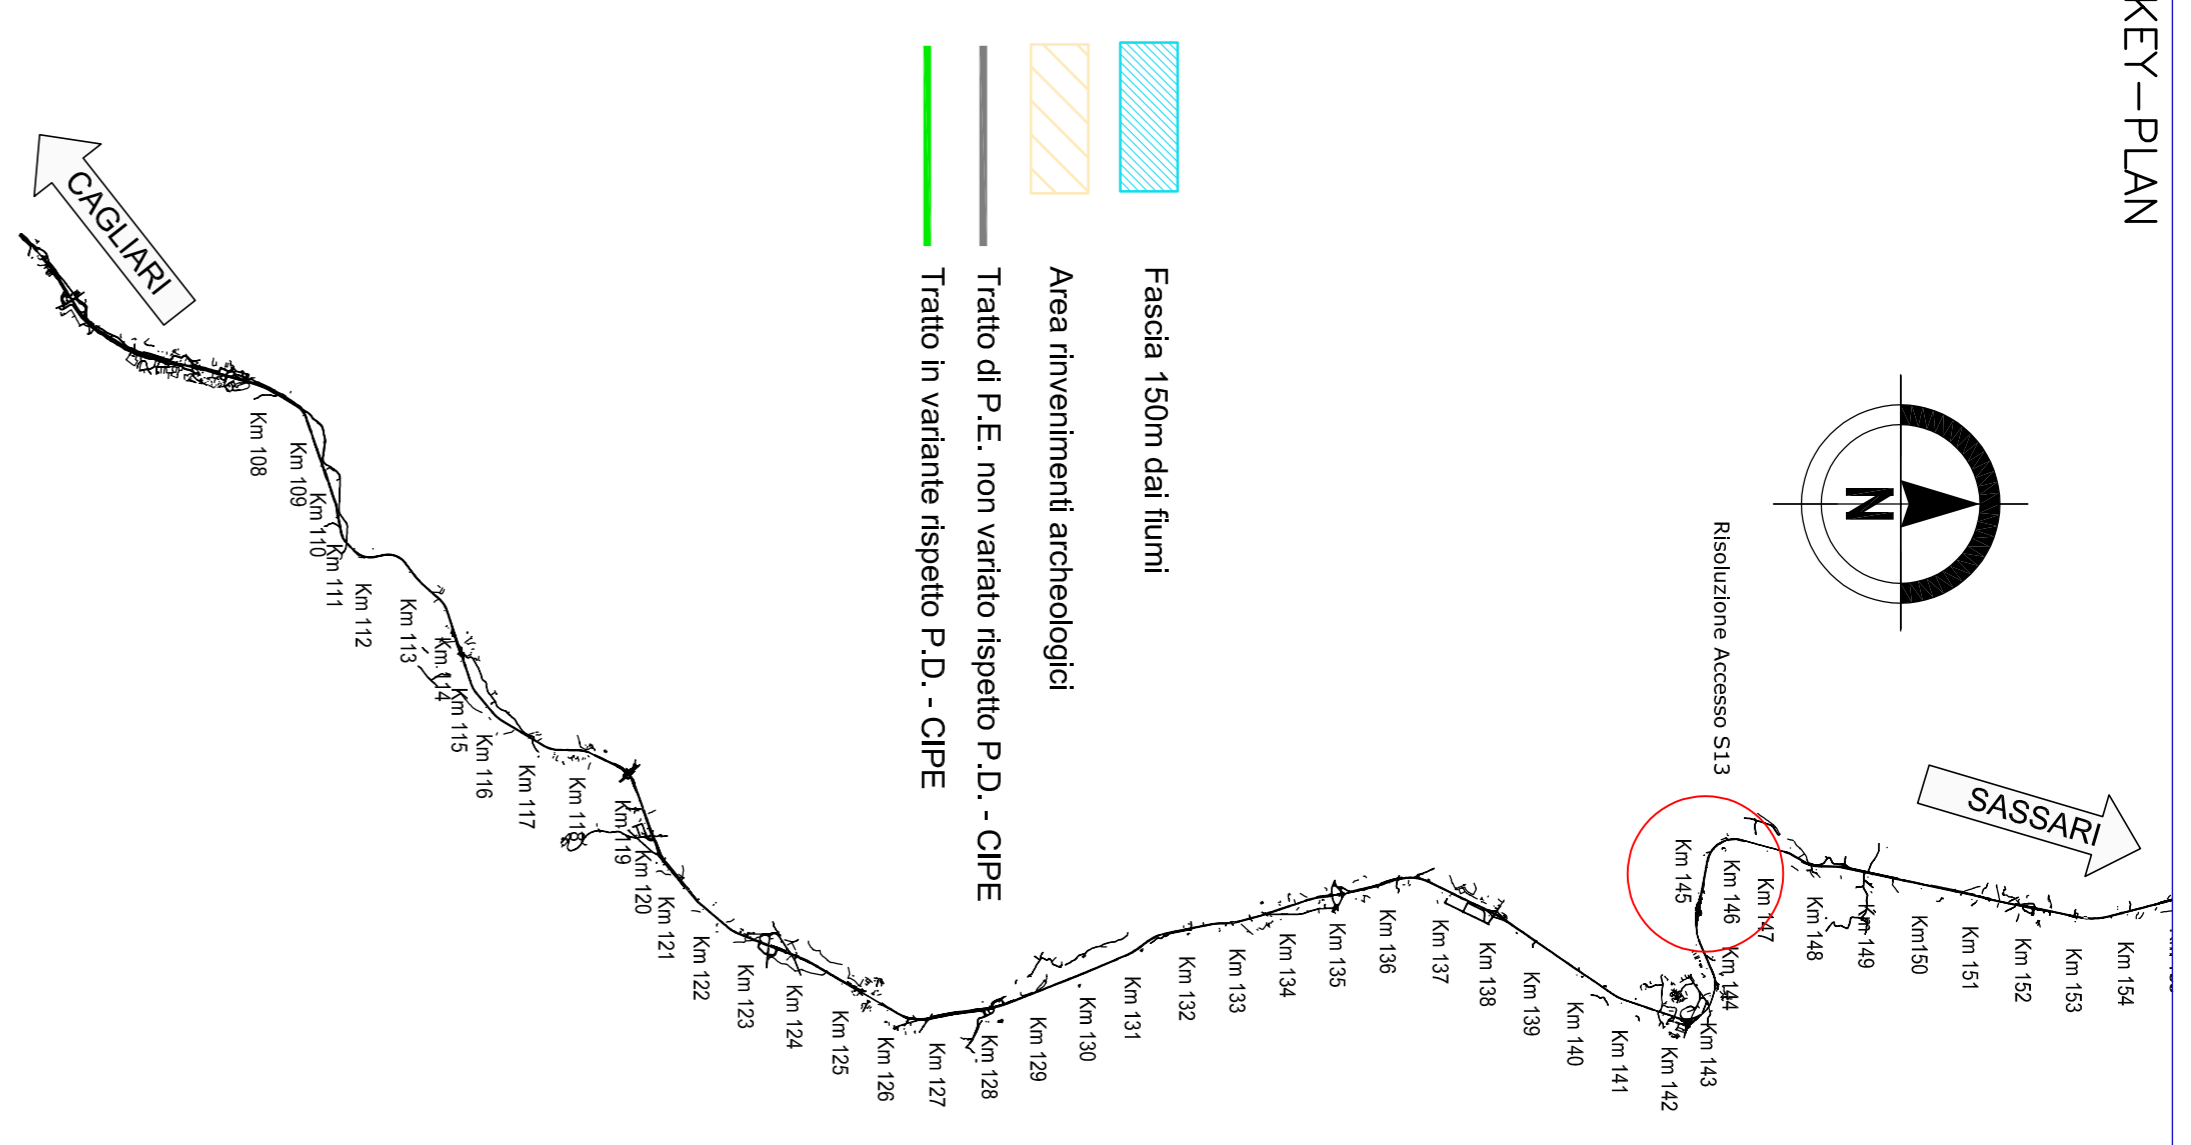 KEY-PLAN
Fascia 150m dai fiumi
Area rinvenimenti archeologici
Tratto di P.E. non variato rispetto P.D. - CIPE
Tratto in variante rispetto P.D. - CIPE
N
Risoluzione Accesso S13
CAGLIARI
SASSARI
Km 108
Km 109
Km 110
Km 111
Km 112
Km 113
Km 114
Km 115
Km 116
Km 117
Km 118
Km 119
Km 120
Km 121
Km 122
Km 123
Km 124
Km 125
Km 126
Km 127
Km 128
Km 129
Km 130
Km 131
Km 132
Km 133
Km 134
Km 135
Km 136
Km 137
Km 138
Km 139
Km 140
Km 141
Km 142
Km 143
Km 144
Km 145
Km 146
Km 147
Km 148
Km 149
Km150
Km 151
Km 152
Km 153
Km 154